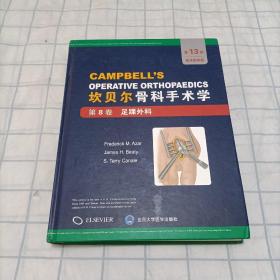 第13版
CAMPBELL'S
OPERATIVE ORTHOPAEDICS
坎贝尔骨科手术学
第 8 卷 足踝外科
Frederick M. Azar
James H. Beaty
S. Terry Canale
ELSEVIER
北京大学医学出版社